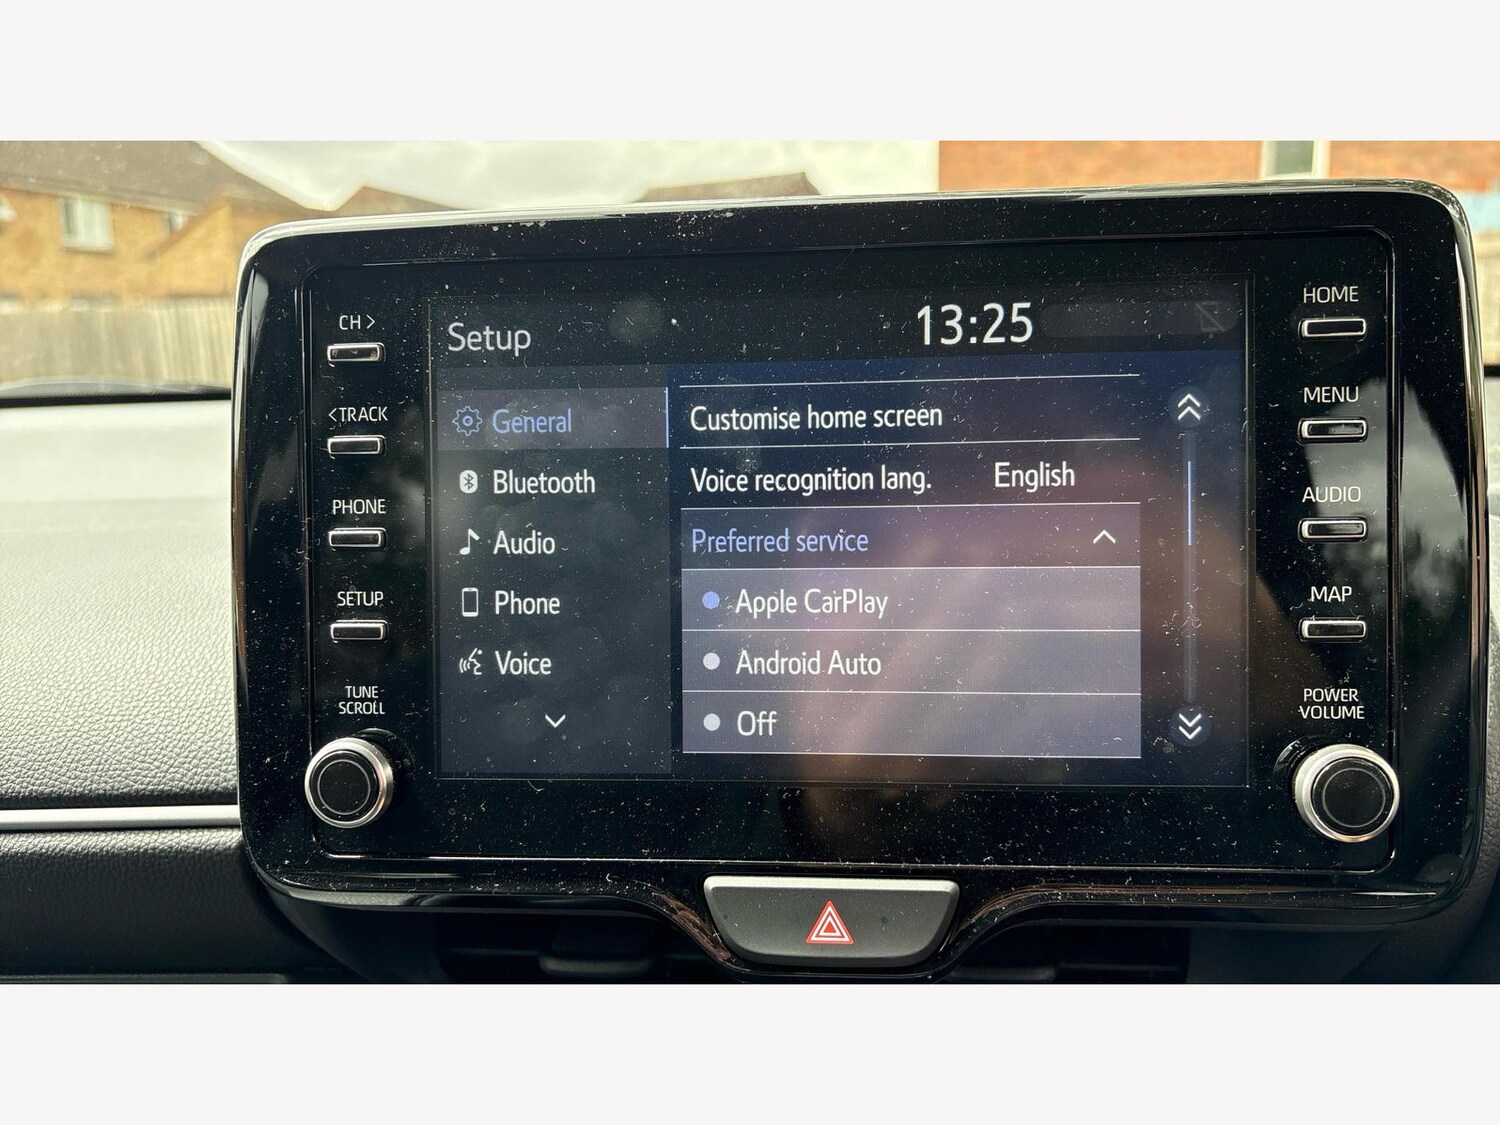 CH >
<TRACK
PHONE
SETUP
TUNE
SCROLL
Setup
13:25
General
Bluetooth
Audio
Phone
Voice
Customise home screen
Voice recognition lang. English
Preferred service
Apple CarPlay
Android Auto
Off
HOME
MENU
AUDIO
MAP
POWER
VOLUME